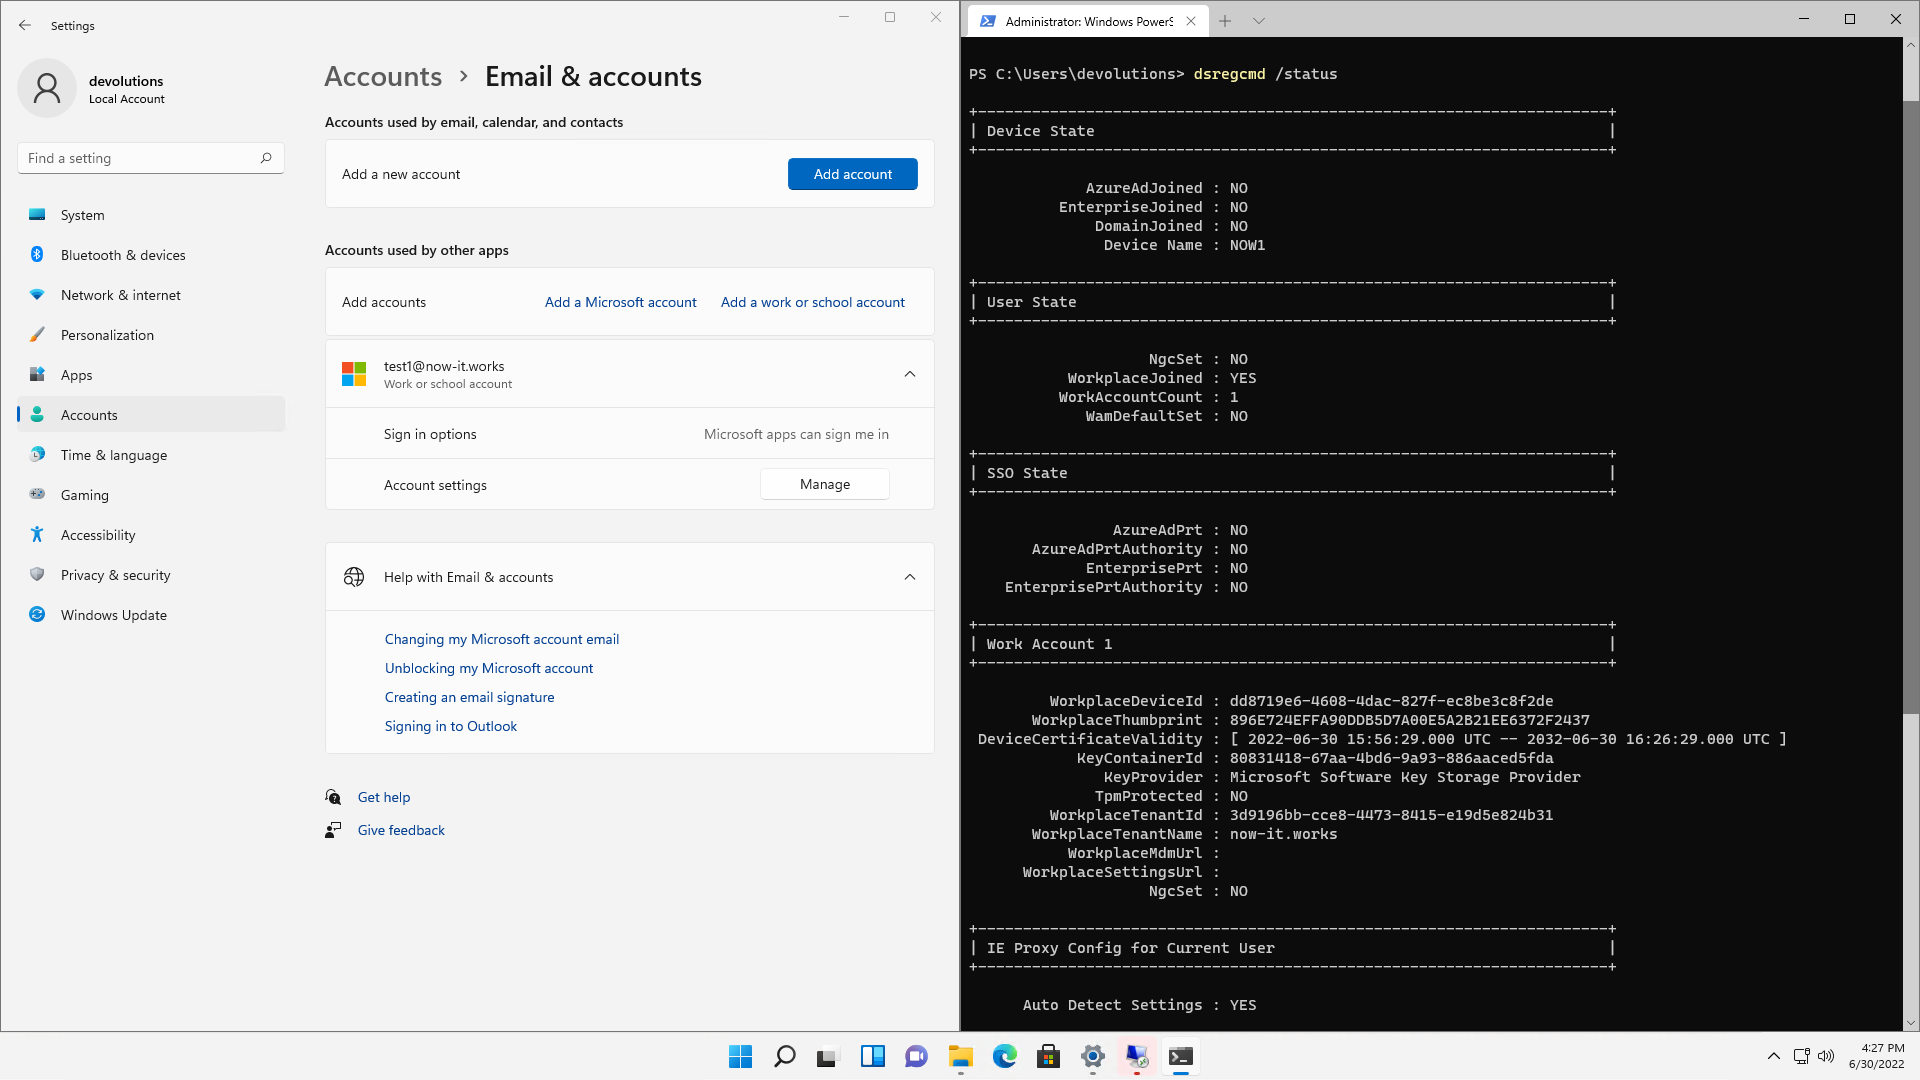 Settings
devolutions
Local Account
Find a setting
System
Bluetooth & devices
Network & internet
Personalization
Apps
Accounts
Time & language
Gaming
Accessibility
Privacy & security
Windows Update
Accounts > Email & accounts
Accounts used by email, calendar, and contacts
Add a new account
Add account
Accounts used by other apps
Add accounts
Add a Microsoft account
Add a work or school account
test1@now-it.works
Work or school account
Sign in options
Microsoft apps can sign me in
Account settings
Manage
Help with Email & accounts
Changing my Microsoft account email
Unblocking my Microsoft account
Creating an email signature
Signing in to Outlook
Get help
Give feedback
Administrator: Windows PowerS
PS C:\Users\devolutions> dsregcmd /status
+----------------------------------------------------------------------+
| Device State                                                         |
+----------------------------------------------------------------------+
AzureAdJoined : NO
EnterpriseJoined : NO
DomainJoined : NO
Device Name : NOW1
+----------------------------------------------------------------------+
| User State                                                           |
+----------------------------------------------------------------------+
NgcSet : NO
WorkplaceJoined : YES
WorkAccountCount : 1
WamDefaultSet : NO
+----------------------------------------------------------------------+
| SSO State                                                            |
+----------------------------------------------------------------------+
AzureAdPrt : NO
AzureAdPrtAuthority : NO
EnterprisePrt : NO
EnterprisePrtAuthority : NO
+----------------------------------------------------------------------+
| Work Account 1                                                       |
+----------------------------------------------------------------------+
WorkplaceDeviceId : dd8719e6-4608-4dac-827f-ec8be3c8f2de
WorkplaceThumbprint : 896E724EFFA90DDB5D7A00E5A2B21EE6372F2437
DeviceCertificateValidity : [ 2022-06-30 15:56:29.000 UTC -- 2032-06-30 16:26:29.000 UTC ]
KeyContainerId : 80831418-67aa-4bd6-9a93-886aaced5fda
KeyProvider : Microsoft Software Key Storage Provider
TpmProtected : NO
WorkplaceTenantId : 3d9196bb-cce8-4473-8415-e19d5e824b31
WorkplaceTenantName : now-it.works
WorkplaceMdmUrl :
WorkplaceSettingsUrl :
NgcSet : NO
+----------------------------------------------------------------------+
| IE Proxy Config for Current User                                     |
+----------------------------------------------------------------------+
Auto Detect Settings : YES
4:27 PM
6/30/2022